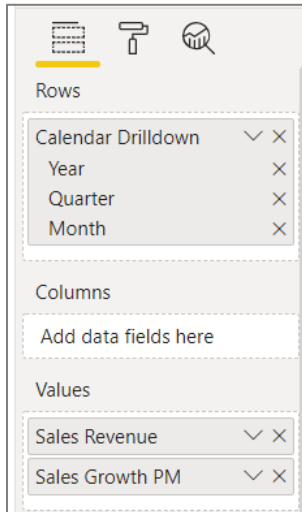 Rows
Calendar Drilldown
Year
Quarter
Month
Columns
Add data fields here
Values
Sales Revenue
Sales Growth PM